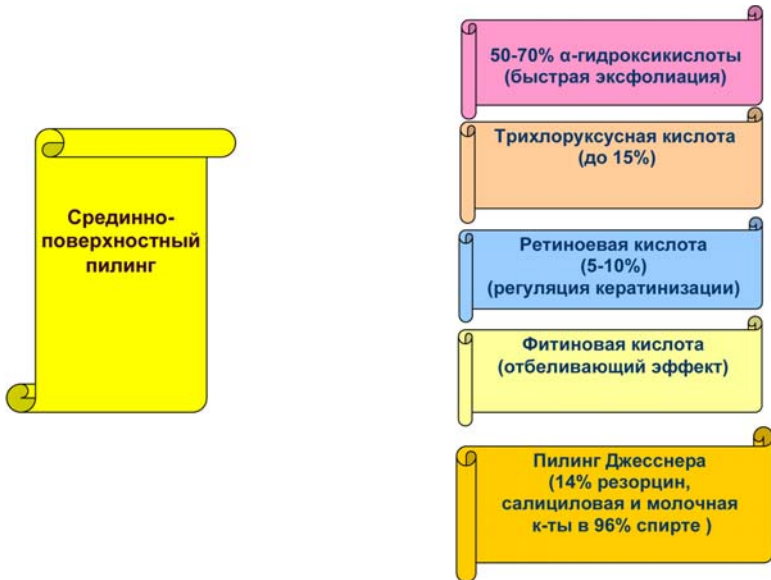 Срединно-
поверхностный
пилинг
50-70% α-гидроксикислоты
(быстрая эксфолиация)
Трихлоруксусная кислота
(до 15%)
Ретиноевая кислота
(5-10%)
(регуляция кератинизации)
Фитиновая кислота
(отбеливающий эффект)
Пилинг Джесснера
(14% резорцин,
салициловая и молочная
к-ты в 96% спирте )